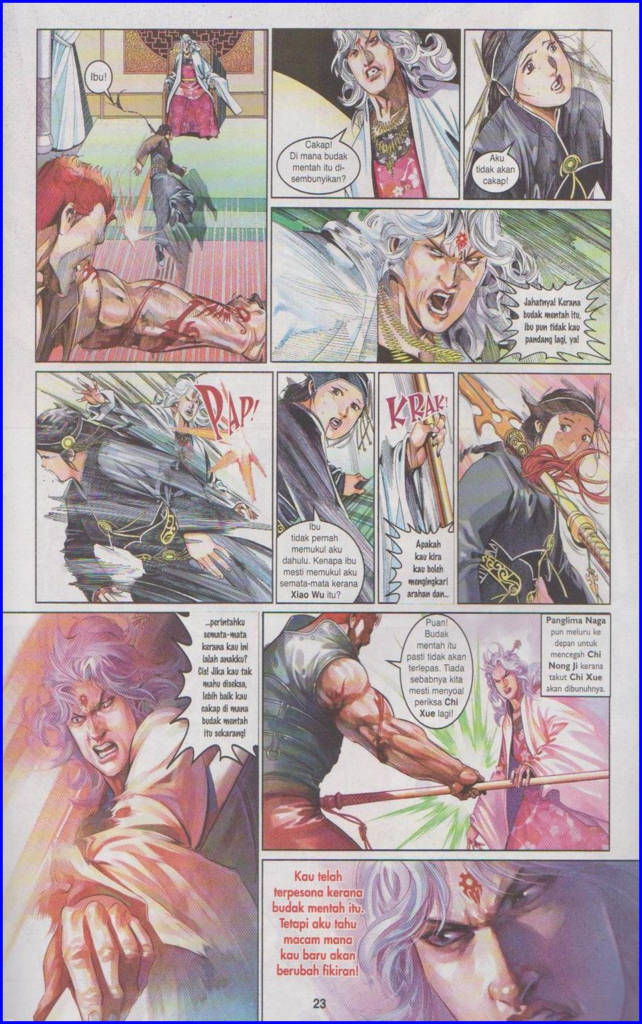 Ibu!
Cakap!
Di mana budak
mentah itu di-
sembunyikan?
Aku
tidak akan
cakap!
Jahatnya! Kerana
budak mentah itu,
ibu pun tidak kau
pandang lagi, ya!
PAP!
Ibu
tidak pernah
memukul aku
dahulu. Kenapa ibu
mesti memukul aku
semata-mata kerana
Xiao Wu itu?
KRAK!
Apakah
kau kira
kau boleh
mengingkari
arahan dan...
...perintahku
semata-mata
kerana kau ini
ialah anakku?
Cis! Jika kau tak
mahu diseksa,
lebih baik kau
cakap di mana
budak mentah
itu sekarang!
Puan!
Budak
mentah itu
pasti tidak akan
terlepas. Tiada
sebabnya kita
mesti menyoal
periksa Chi
Xue lagi!
Panglima Naga
pun meluru ke
depan untuk
mencegah Chi
Nong Ji kerana
takut Chi Xue
akan dibunuhnya.
Kau telah
terpesona kerana
budak mentah itu.
Tetapi aku tahu
macam mana
kau baru akan
berubah fikiran!
23